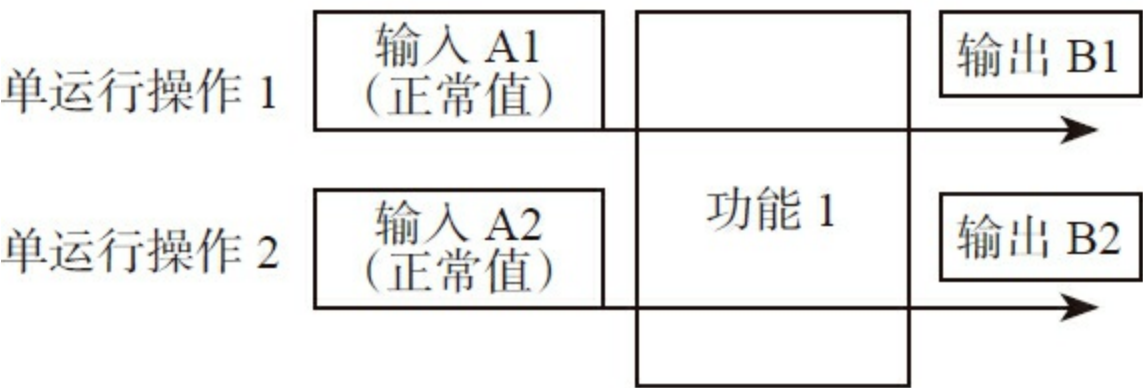 单运行操作 1
输入 A1
（正常值）
输出 B1
功能 1
单运行操作 2
输入 A2
（正常值）
输出 B2